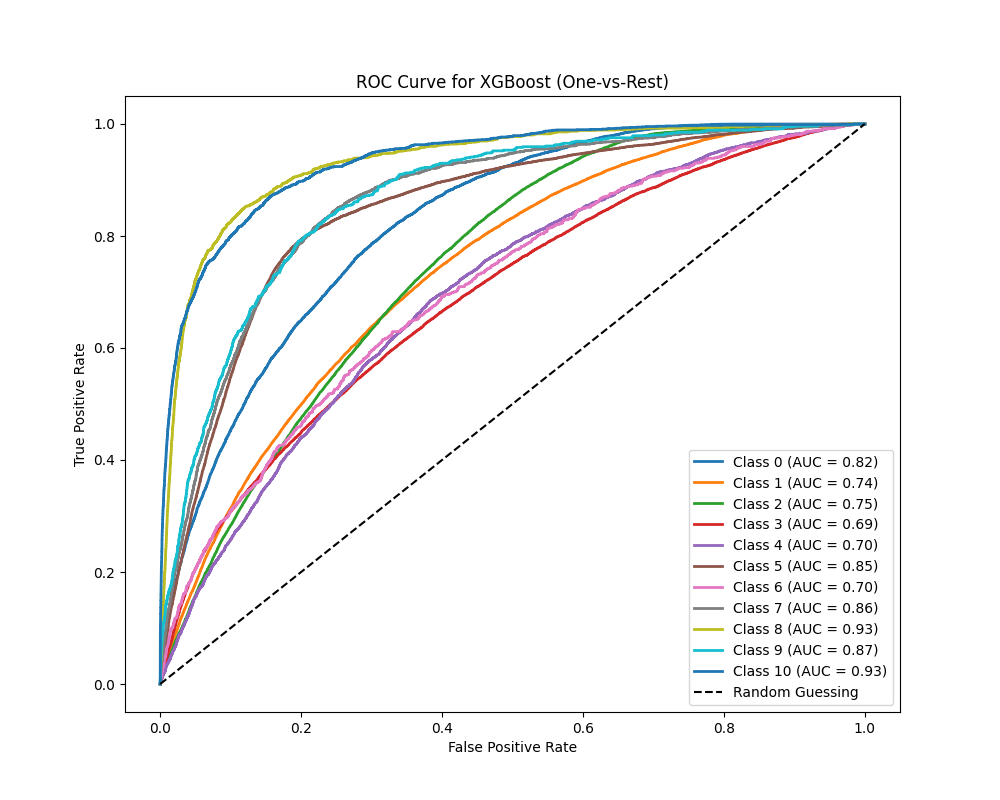 ROC Curve for XGBoost (One-vs-Rest)
1.0
0.8
0.6
0.4
0.2
0.0
True Positive Rate
Class 0 (AUC = 0.82)
Class 1 (AUC = 0.74)
Class 2 (AUC = 0.75)
Class 3 (AUC = 0.69)
Class 4 (AUC = 0.70)
Class 5 (AUC = 0.85)
Class 6 (AUC = 0.70)
Class 7 (AUC = 0.86)
Class 8 (AUC = 0.93)
Class 9 (AUC = 0.87)
Class 10 (AUC = 0.93)
Random Guessing
0.0 0.2 0.4 0.6 0.8 1.0
False Positive Rate